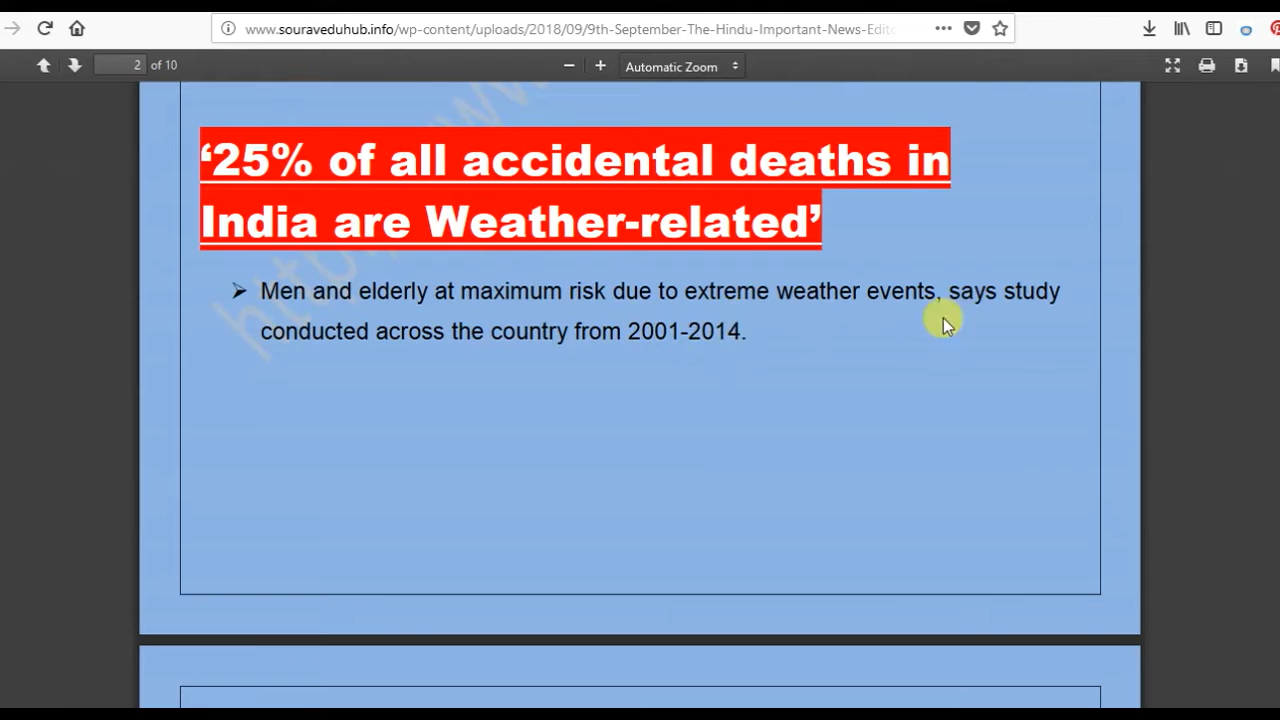 www.souraveduhub.info/wp-content/uploads/2018/09/9th-September-The-Hindu-Important-News-Edito
2 of 10
Automatic Zoom
‘25% of all accidental deaths in
India are Weather-related’
➢ Men and elderly at maximum risk due to extreme weather events, says study
conducted across the country from 2001-2014.